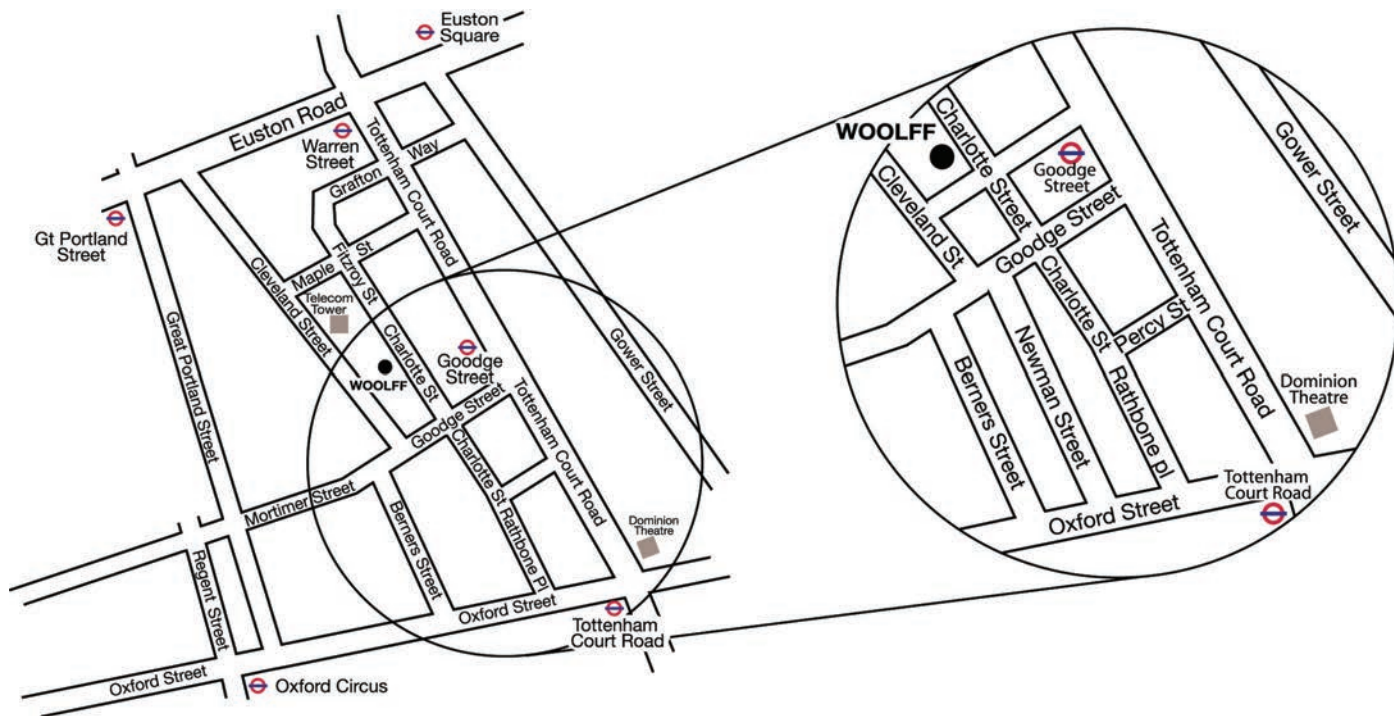 Euston
Square
Euston Road
Warren
Street
Tottenham Court Road
Grafton Way
Gt Portland
Street
Maple St
Fitzroy St
Cleveland Street
Telecom
Tower
Great Portland Street
WOOLFF
Charlotte St
Goodge
Street
Gower Street
Goodge Street
Tottenham Court Road
Charlotte St
Rathbone Pl
Mortimer Street
Berners Street
Dominion
Theatre
Regent Street
Oxford Street
Tottenham
Court Road
Oxford Street
Oxford Circus
WOOLFF
Charlotte Street
Goodge
Street
Gower Street
Cleveland St
Goodge Street
Tottenham Court Road
Charlotte St
Percy St
Newman Street
Berners Street
Rathbone pl
Dominion
Theatre
Tottenham
Court Road
Oxford Street